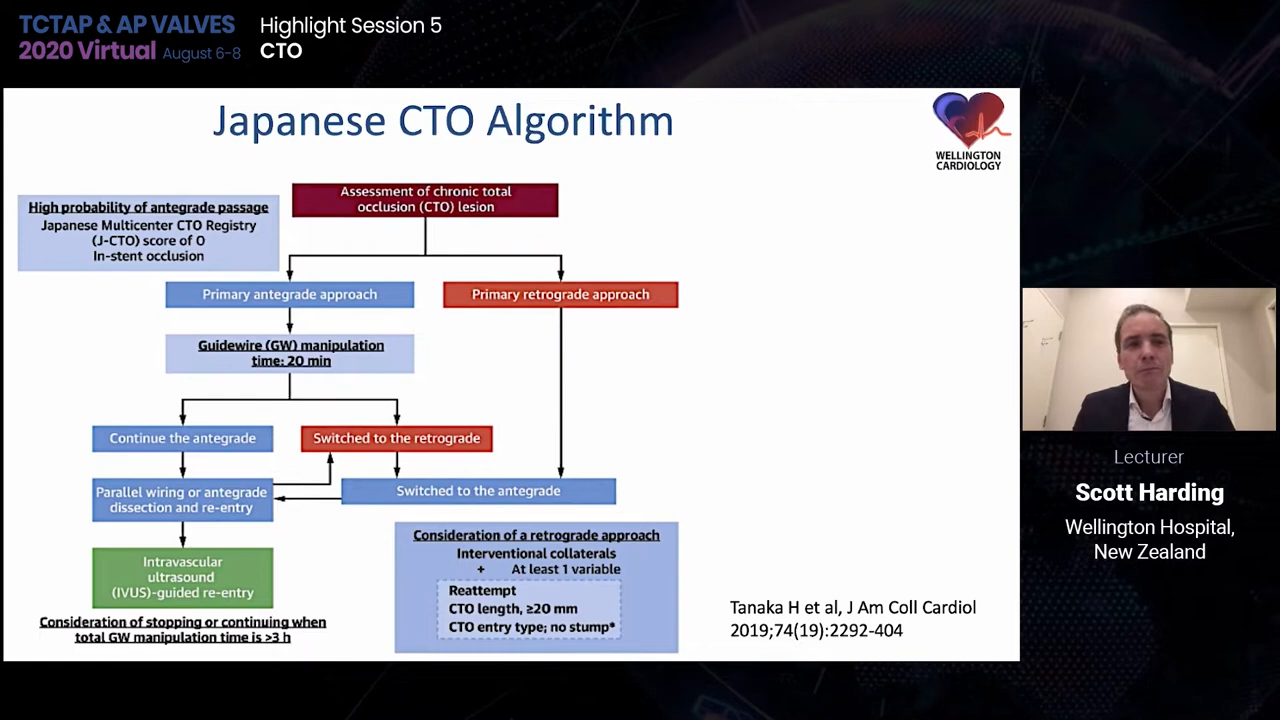 TCTAP & AP VALVES
2020 Virtual August 6-8
Highlight Session 5
CTO
Japanese CTO Algorithm
WELLINGTON
CARDIOLOGY
High probability of antegrade passage
Japanese Multicenter CTO Registry
(J-CTO) score of 0
In-stent occlusion
Assessment of chronic total
occlusion (CTO) lesion
Primary antegrade approach
Primary retrograde approach
Guidewire (GW) manipulation
time: 20 min
Continue the antegrade
Switched to the retrograde
Parallel wiring or antegrade
dissection and re-entry
Switched to the antegrade
Intravascular
ultrasound
(IVUS)-guided re-entry
Consideration of stopping or continuing when
total GW manipulation time is >3 h
Consideration of a retrograde approach
Interventional collaterals
+ At least 1 variable
Reattempt
CTO length, ≥20 mm
CTO entry type; no stump*
Tanaka H et al, J Am Coll Cardiol
2019;74(19):2292-404
Lecturer
Scott Harding
Wellington Hospital,
New Zealand